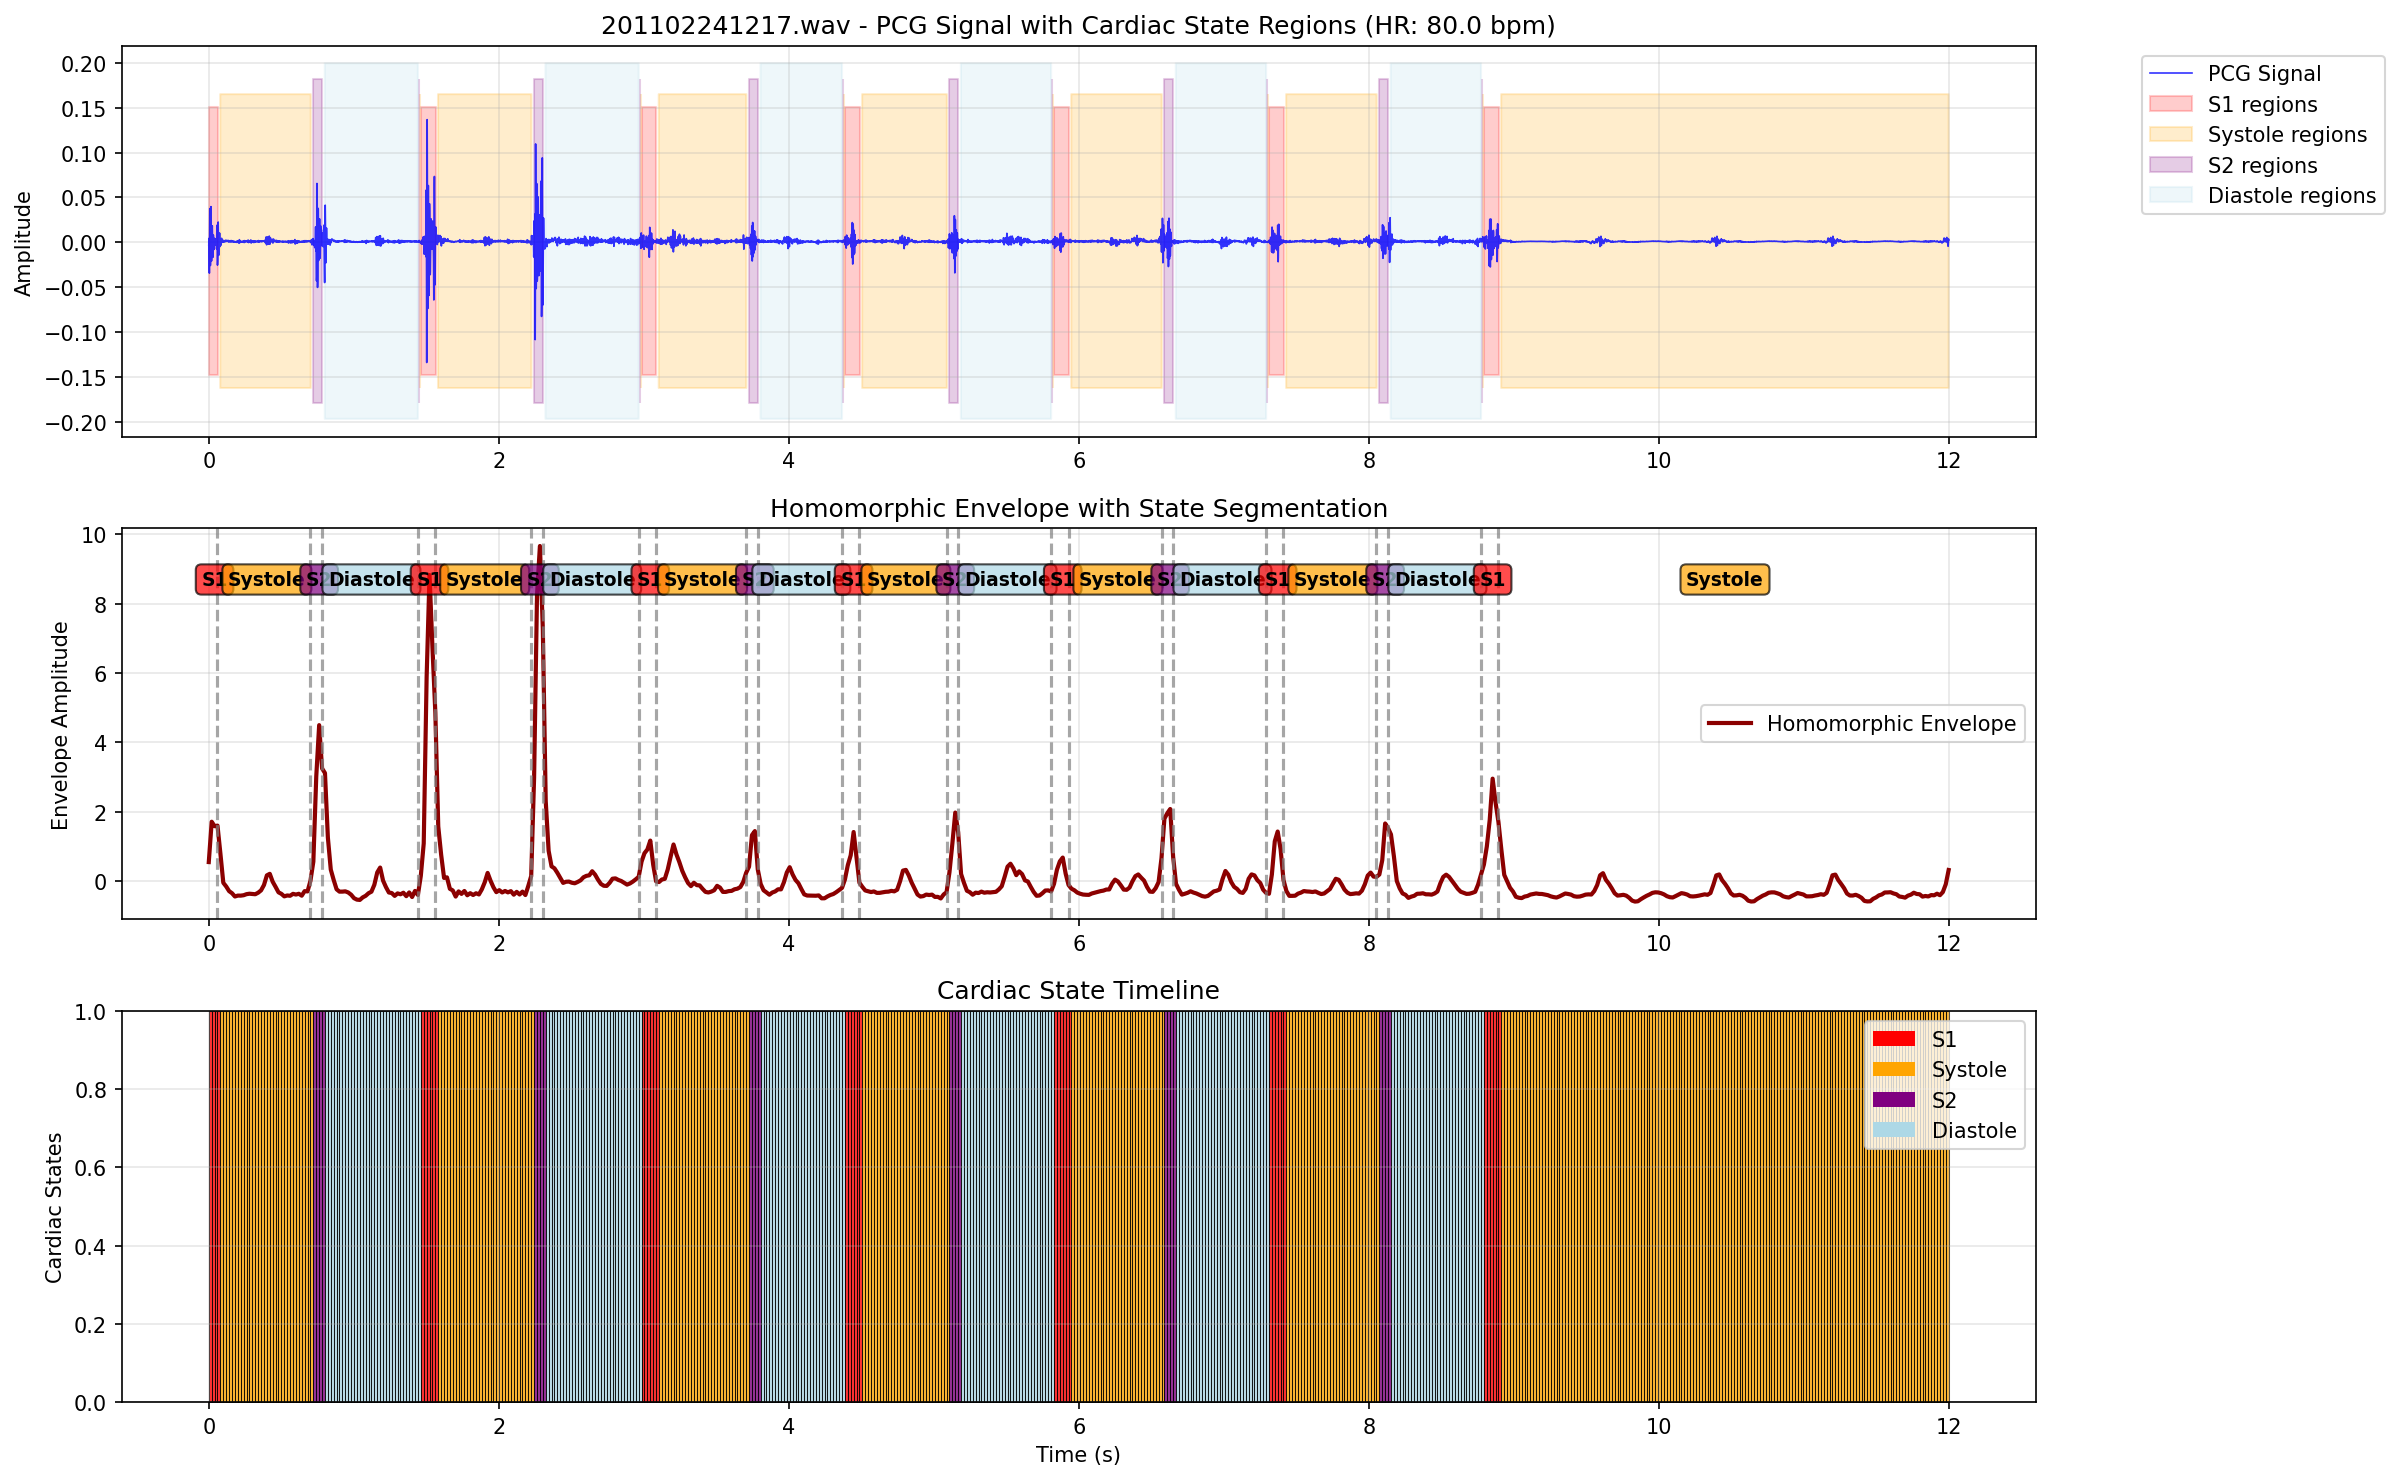 201102241217.wav - PCG Signal with Cardiac State Regions (HR: 80.0 bpm)
Amplitude
0.20
0.15
0.10
0.05
0.00
−0.05
−0.10
−0.15
−0.20
0 2 4 6 8 10 12
PCG Signal
S1 regions
Systole regions
S2 regions
Diastole regions
Homomorphic Envelope with State Segmentation
Envelope Amplitude
10
8
6
4
2
0
S1 Systole S2 Diastole S1 Systole S2 Diastole S1 Systole S2 Diastole S1 Systole S2 Diastole S1 Systole S2 Diastole S1 Systole S2 Diastole S1 Systole
Homomorphic Envelope
0 2 4 6 8 10 12
Cardiac State Timeline
Cardiac States
1.0
0.8
0.6
0.4
0.2
0.0
S1
Systole
S2
Diastole
0 2 4 6 8 10 12
Time (s)